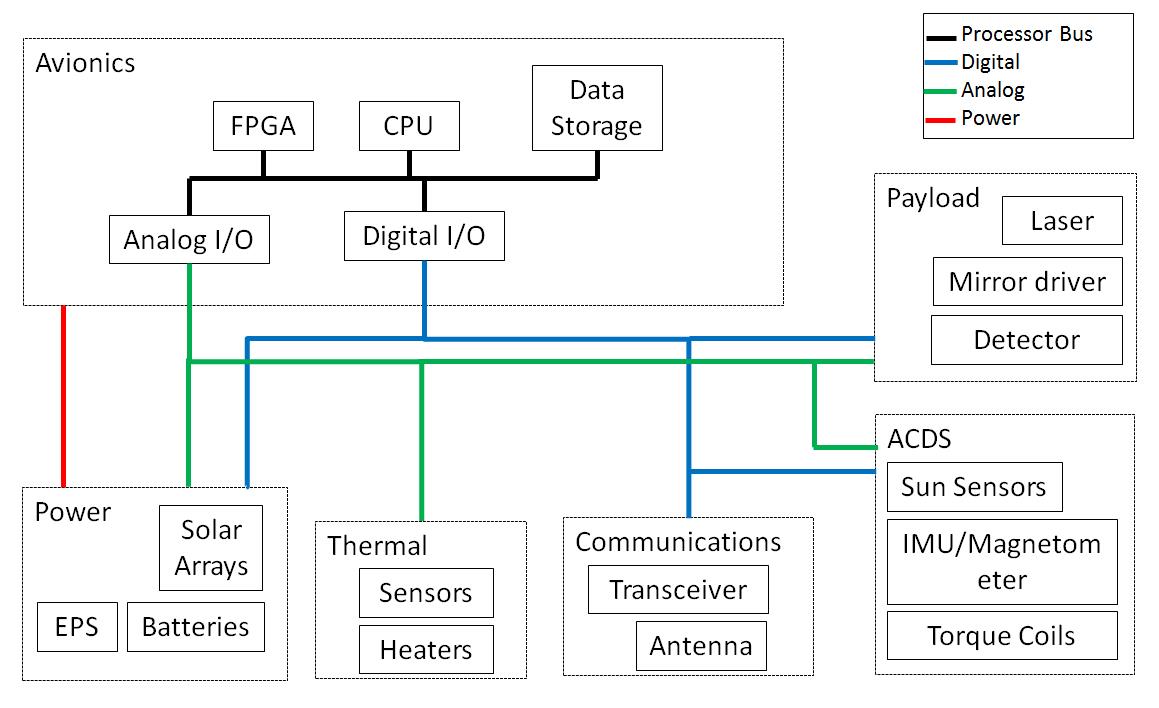 Processor Bus
Digital
Analog
Power
Avionics
FPGA
CPU
Data
Storage
Analog I/O
Digital I/O
Payload
Laser
Mirror driver
Detector
ACDS
Sun Sensors
IMU/Magnetom
eter
Torque Coils
Power
Solar
Arrays
EPS
Batteries
Thermal
Sensors
Heaters
Communications
Transceiver
Antenna